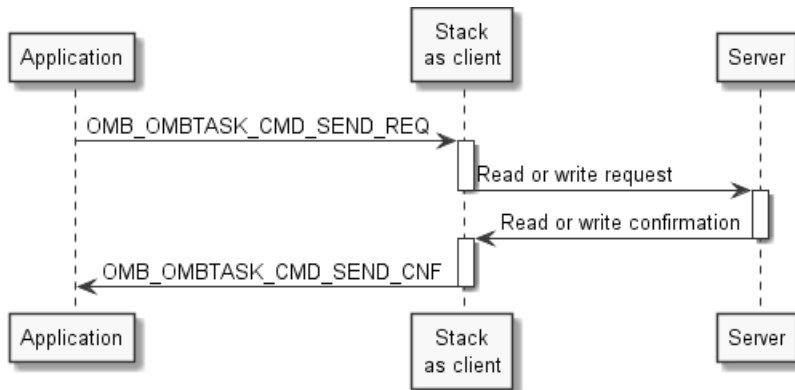 Application
Stack
as client
Server
OMB_OMBTASK_CMD_SEND_REQ
Read or write request
Read or write confirmation
OMB_OMBTASK_CMD_SEND_CNF
Application
Stack
as client
Server